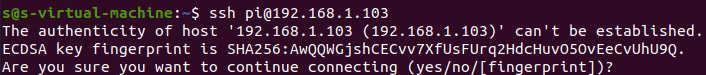 s@s-virtual-machine:~$ ssh pi@192.168.1.103
The authenticity of host '192.168.1.103 (192.168.1.103)' can't be established.
ECDSA key fingerprint is SHA256:AwQQWGjshCECvv7XfUsFUrq2HdcHuvO5OvEeCvUhU9Q.
Are you sure you want to continue connecting (yes/no/[fingerprint])?